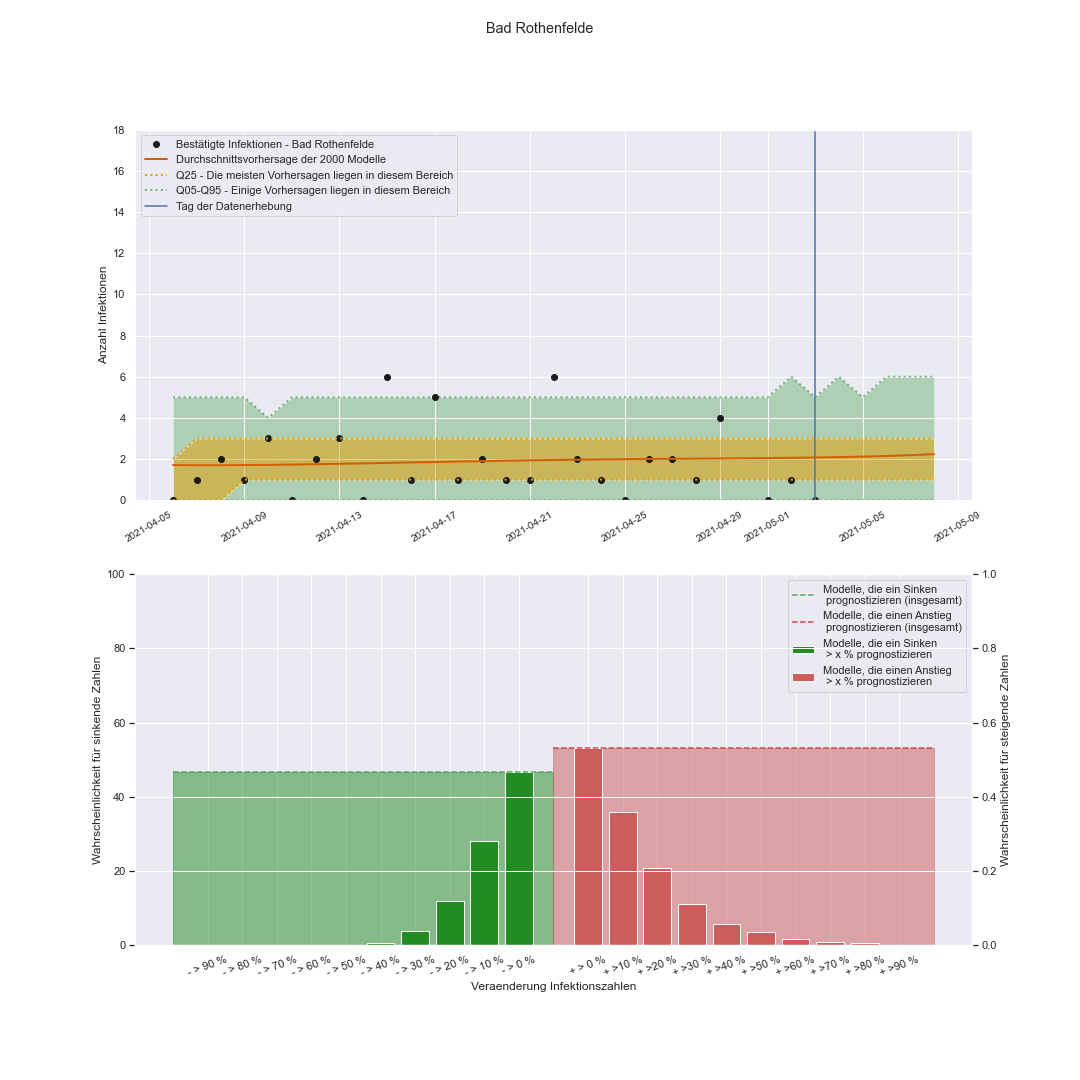 Bad Rothenfelde
18
16
14
12
10
8
6
4
2
0
Anzahl Infektionen
Bestätigte Infektionen - Bad Rothenfelde
Durchschnittsvorhersage der 2000 Modelle
Q25 - Die meisten Vorhersagen liegen in diesem Bereich
Q05-Q95 - Einige Vorhersagen liegen in diesem Bereich
Tag der Datenerhebung
2021-04-05
2021-04-09
2021-04-13
2021-04-17
2021-04-21
2021-04-25
2021-04-29
2021-05-01
2021-05-05
2021-05-09
100
80
60
40
20
0
Wahrscheinlichkeit für sinkende Zahlen
Modelle, die ein Sinken
prognostizieren (insgesamt)
Modelle, die einen Anstieg
prognostizieren (insgesamt)
Modelle, die ein Sinken
> x % prognostizieren
Modelle, die einen Anstieg
> x % prognostizieren
1.0
0.8
0.6
0.4
0.2
0.0
Wahrscheinlichkeit für steigende Zahlen
- > 90 %
- > 80 %
- > 70 %
- > 60 %
- > 50 %
- > 40 %
- > 30 %
- > 20 %
- > 10 %
- > 0 %
+ > 0 %
+ >10 %
+ >20 %
+ >30 %
+ >40 %
+ >50 %
+ >60 %
+ >70 %
+ >80 %
+ >90 %
Veraenderung Infektionszahlen